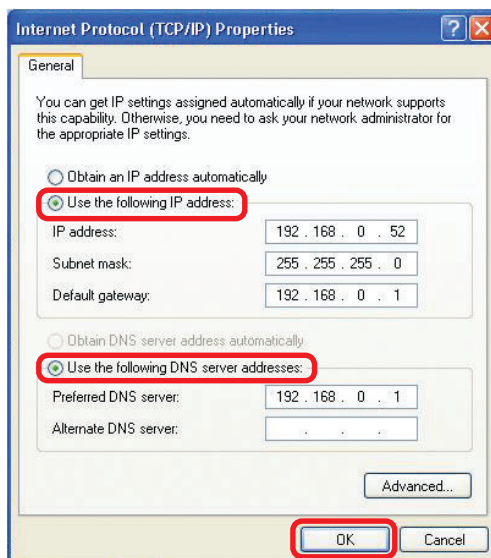 Internet Protocol (TCP/IP) Properties
General
You can get IP settings assigned automatically if your network supports
this capability. Otherwise, you need to ask your network administrator for
the appropriate IP settings.
Obtain an IP address automatically
Use the following IP address:
IP address: 192 . 168 . 0 . 52
Subnet mask: 255 . 255 . 255 . 0
Default gateway: 192 . 168 . 0 . 1
Obtain DNS server address automatically
Use the following DNS server addresses:
Preferred DNS server: 192 . 168 . 0 . 1
Alternate DNS server: . . .
Advanced...
OK Cancel